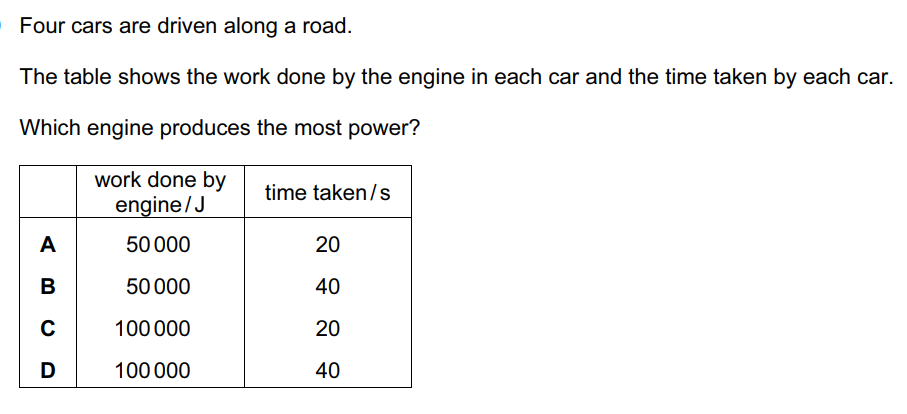 Four cars are driven along a road.
The table shows the work done by the engine in each car and the time taken by each car.
Which engine produces the most power?
work done by
engine / J
time taken / s
A 50 000 20
B 50 000 40
C 100 000 20
D 100 000 40